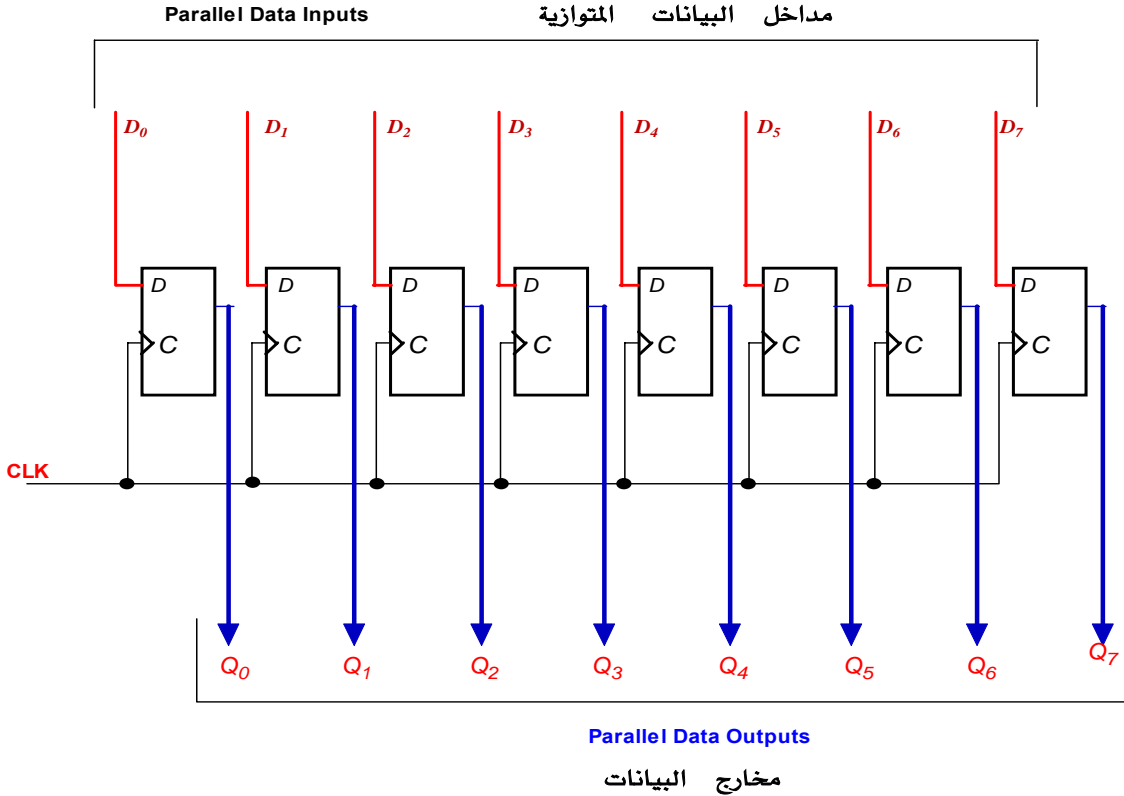 Parallel Data Inputs مداخل البيانات المتوازية
D0 D1 D2 D3 D4 D5 D6 D7
D D D D D D D D
C C C C C C C C
CLK
Q0 Q1 Q2 Q3 Q4 Q5 Q6 Q7
Parallel Data Outputs
مخارج البيانات